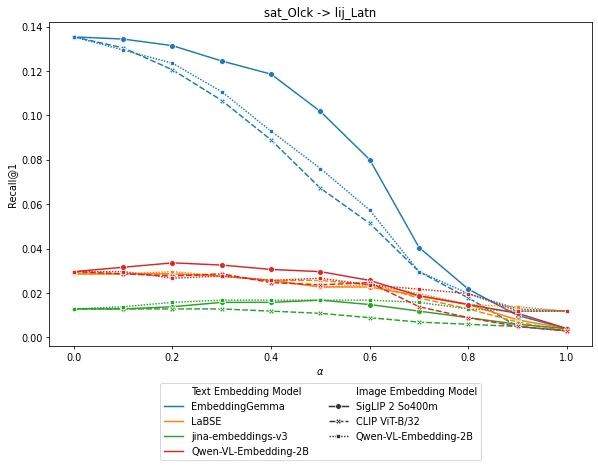 sat_Olck -> lij_Latn
0.14
0.12
0.10
0.08
0.06
0.04
0.02
0.00
Recall@1
0.0 0.2 0.4 0.6 0.8 1.0
α
Text Embedding Model
EmbeddingGemma
LaBSE
jina-embeddings-v3
Qwen-VL-Embedding-2B
Image Embedding Model
SigLIP 2 So400m
CLIP ViT-B/32
Qwen-VL-Embedding-2B